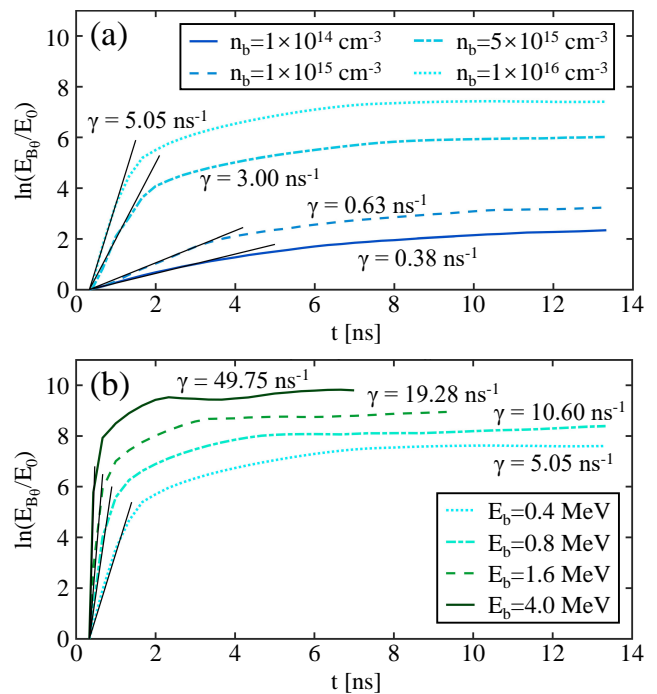 (a)
n_b=1×10^14 cm^-3
n_b=5×10^15 cm^-3
n_b=1×10^15 cm^-3
n_b=1×10^16 cm^-3
γ = 5.05 ns^-1
γ = 3.00 ns^-1
γ = 0.63 ns^-1
γ = 0.38 ns^-1
ln(E_Bθ/E_0)
10
8
6
4
2
0
0 2 4 6 8 10 12 14
t [ns]
(b)
γ = 49.75 ns^-1
γ = 19.28 ns^-1
γ = 10.60 ns^-1
γ = 5.05 ns^-1
E_b=0.4 MeV
E_b=0.8 MeV
E_b=1.6 MeV
E_b=4.0 MeV
ln(E_Bθ/E_0)
10
8
6
4
2
0
0 2 4 6 8 10 12 14
t [ns]